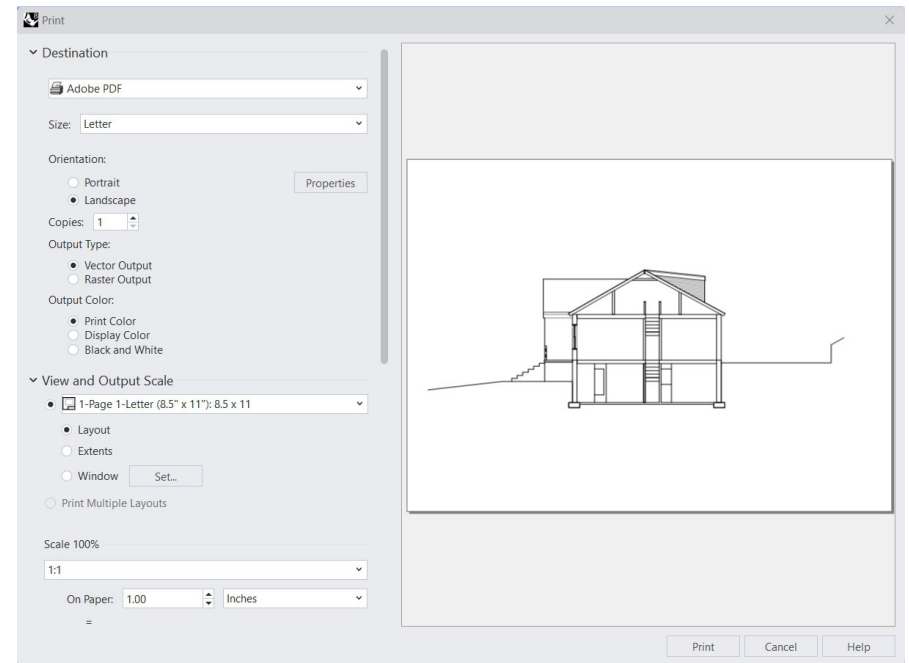 Print
Destination
Adobe PDF
Size: Letter
Orientation:
Portrait
Properties
Landscape
Copies: 1
Output Type:
Vector Output
Raster Output
Output Color:
Print Color
Display Color
Black and White
View and Output Scale
1-Page 1-Letter (8.5" x 11"): 8.5 x 11
Layout
Extents
Window Set...
Print Multiple Layouts
Scale 100%
1:1
On Paper: 1.00 Inches
=
Print Cancel Help